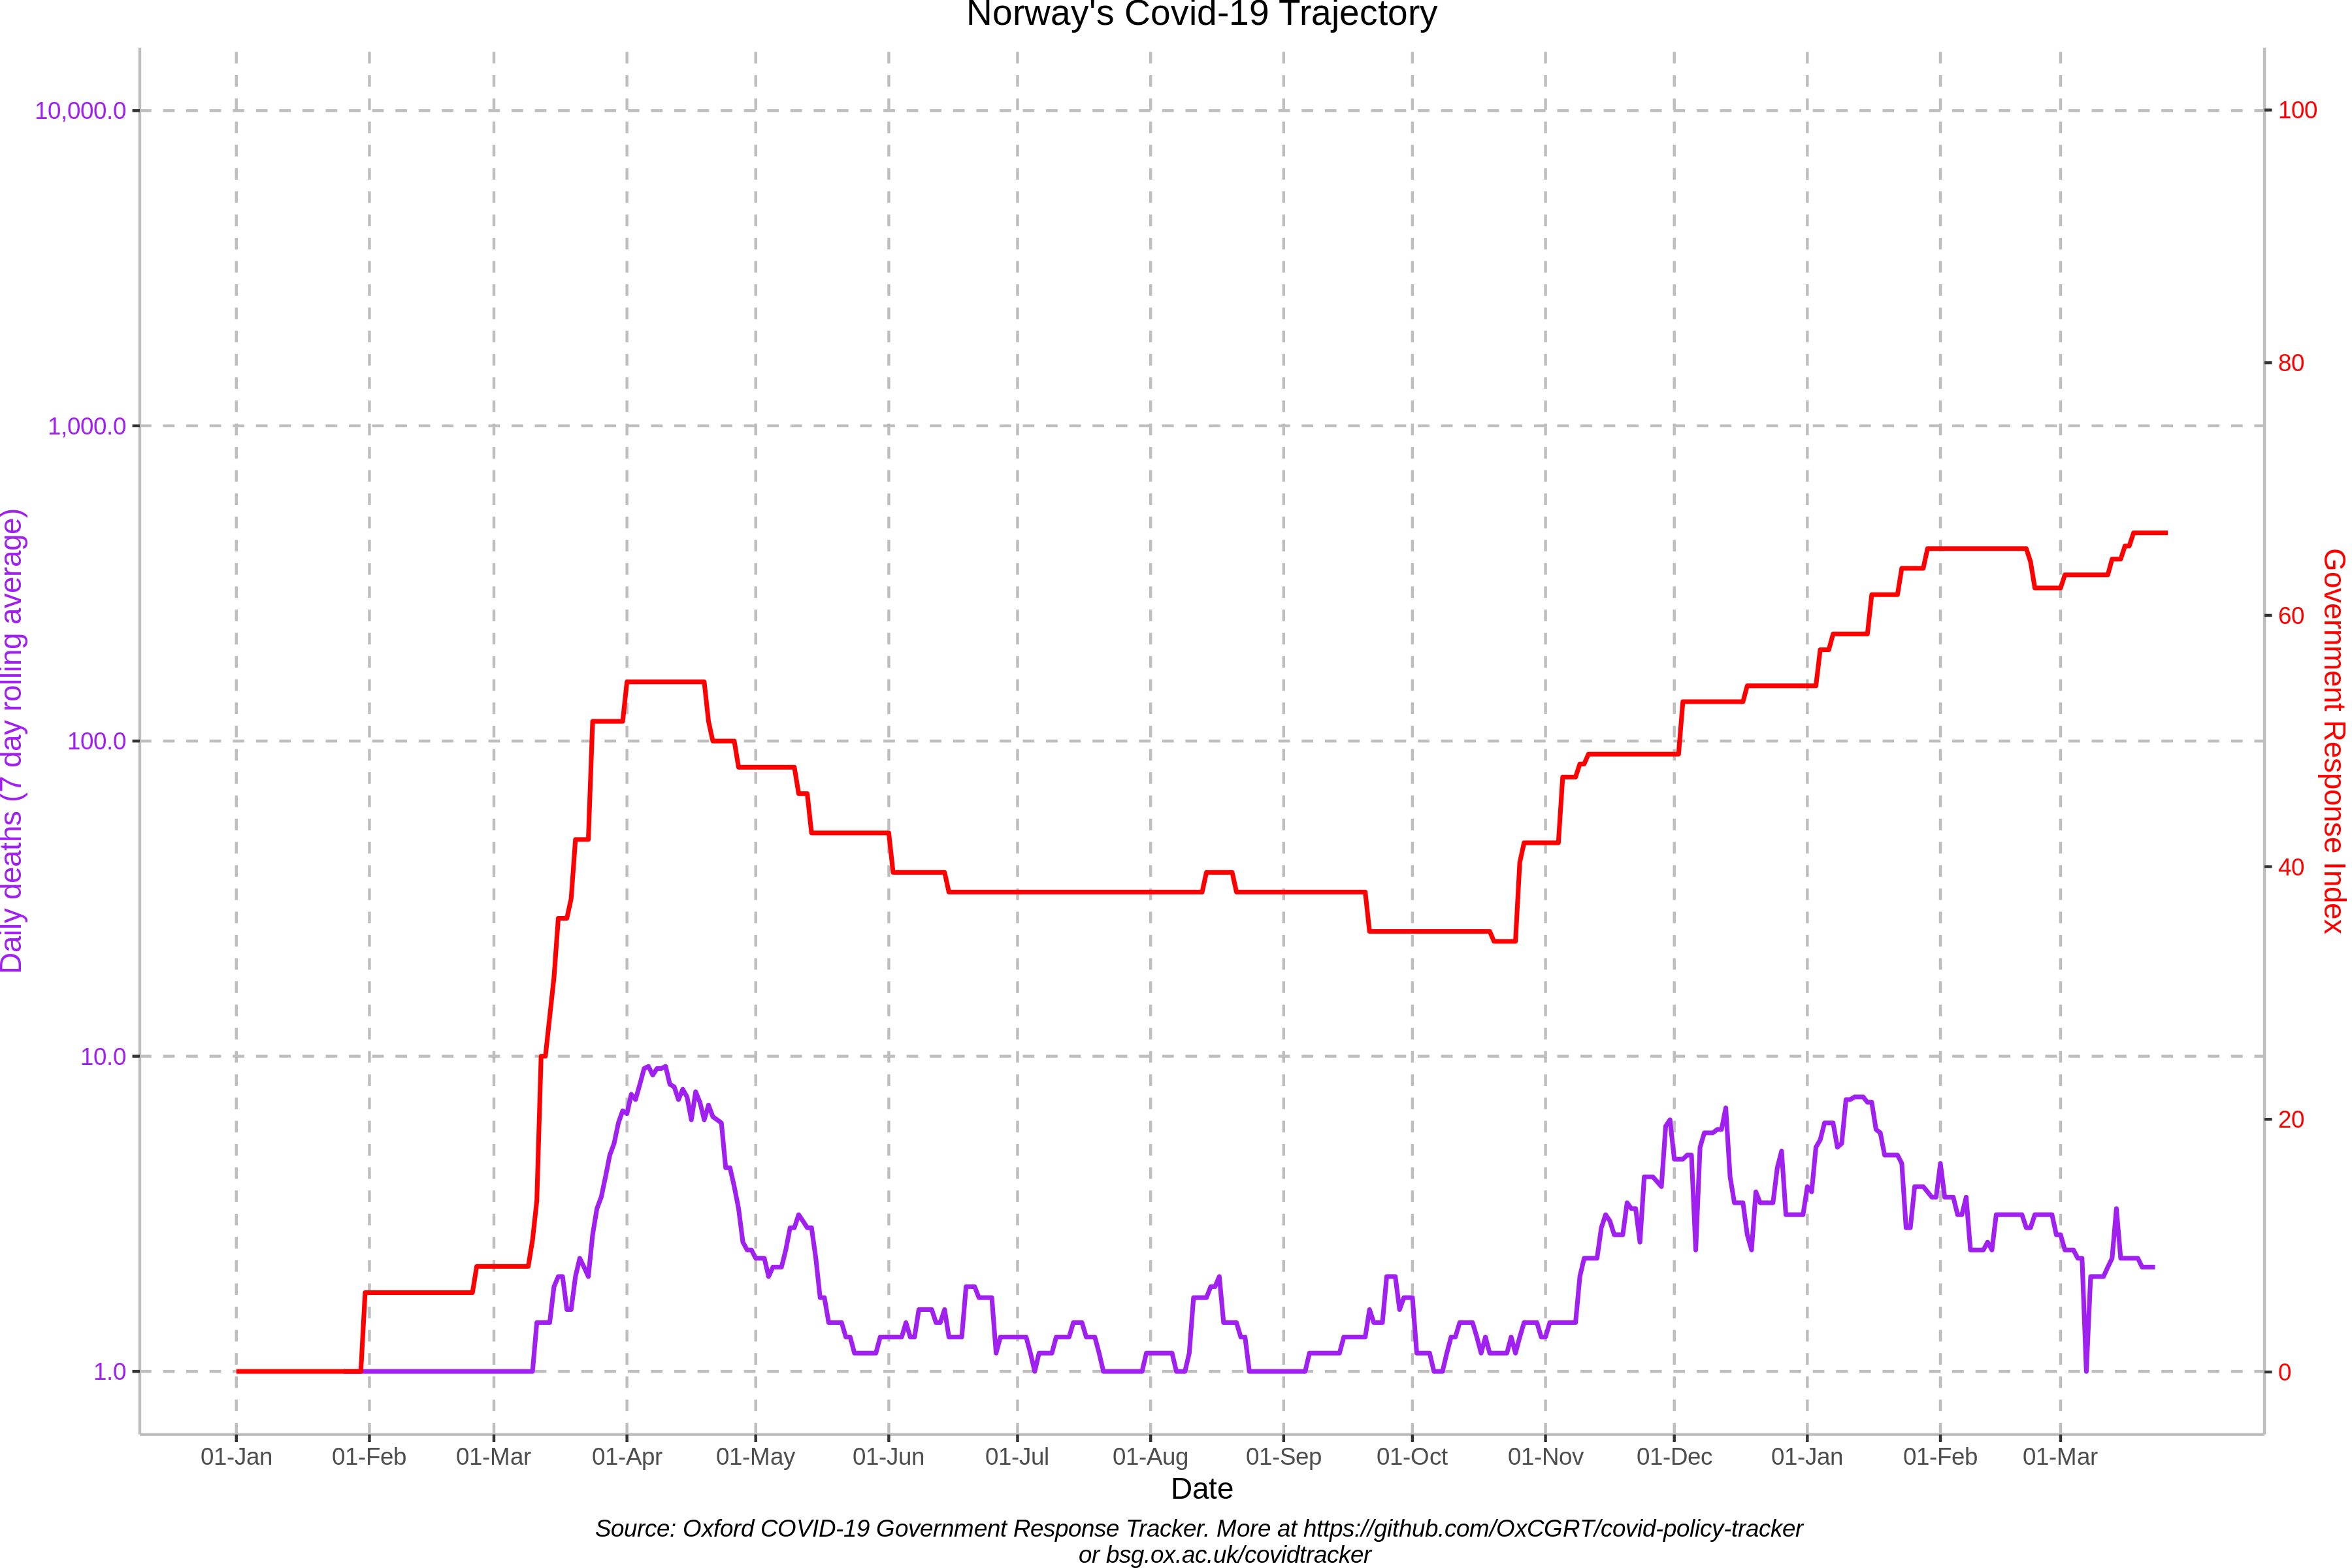 Norway's Covid-19 Trajectory
10,000.0
1,000.0
100.0
10.0
1.0
Daily deaths (7 day rolling average)
100
80
60
40
20
0
Government Response Index
01-Jan
01-Feb
01-Mar
01-Apr
01-May
01-Jun
01-Jul
01-Aug
01-Sep
01-Oct
01-Nov
01-Dec
01-Jan
01-Feb
01-Mar
Date
Source: Oxford COVID-19 Government Response Tracker. More at https://github.com/OxCGRT/covid-policy-tracker
or bsg.ox.ac.uk/covidtracker